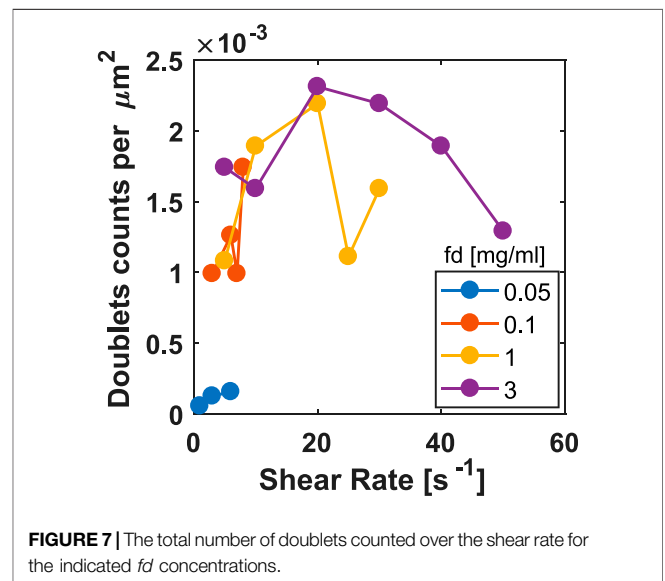 ×10⁻³
2.5
2
1.5
1
0.5
0
Doublets counts per μm²
0 20 40 60
Shear Rate [s⁻¹]
fd [mg/ml]
0.05
0.1
1
3
FIGURE 7 | The total number of doublets counted over the shear rate for
the indicated fd concentrations.